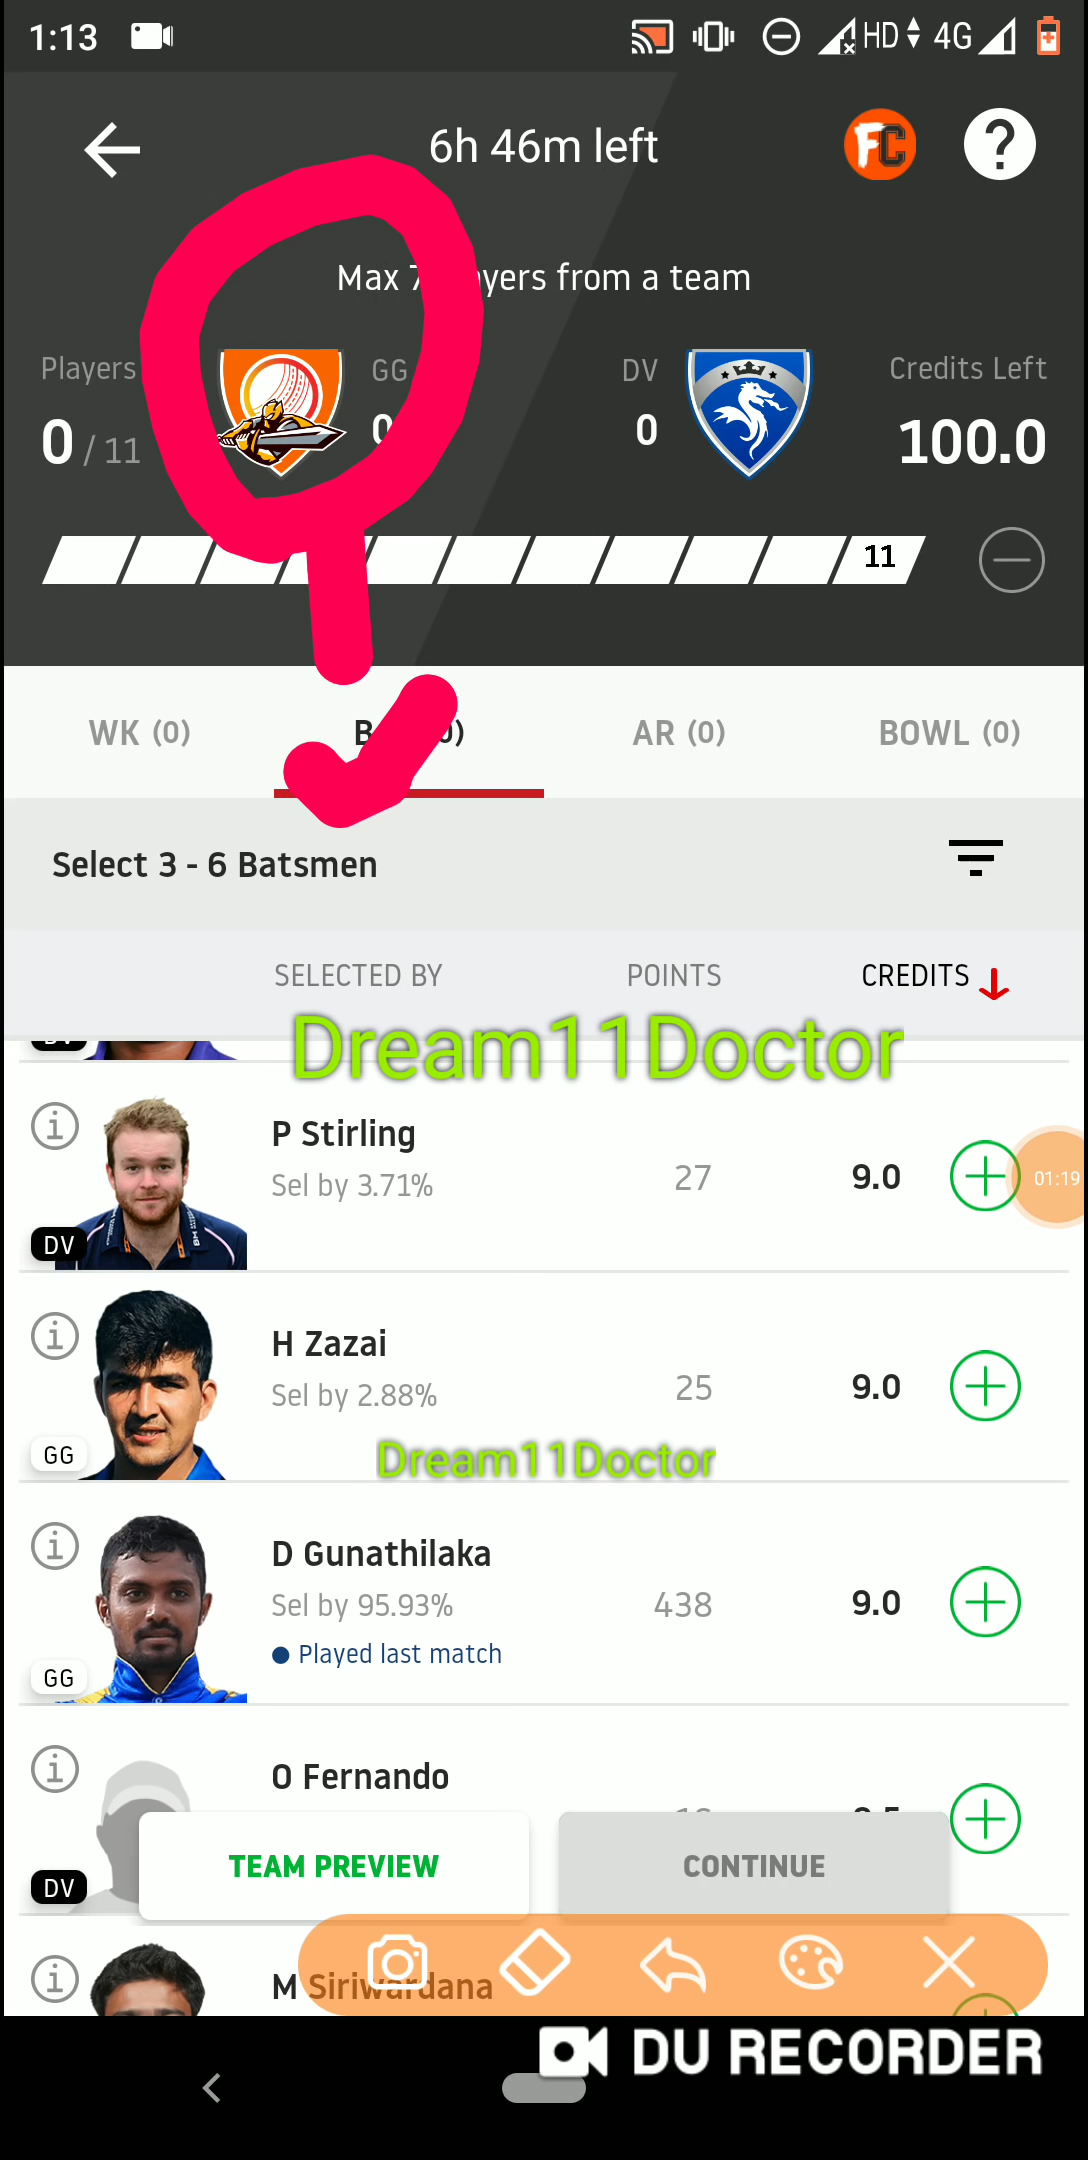 1:13 HD 4G
6h 46m left FC ?
Max 7 yers from a team
Players GG DV Credits Left
0 / 11 0 0 100.0
11
WK (0) B 0) AR (0) BOWL (0)
Select 3 - 6 Batsmen
SELECTED BY POINTS CREDITS
Dream11Doctor
P Stirling
Sel by 3.71% 27 9.0 01:19
DV
H Zazai
Sel by 2.88% 25 9.0
GG
Dream11Doctor
D Gunathilaka
Sel by 95.93% 438 9.0
Played last match
GG
O Fernando
TEAM PREVIEW CONTINUE
DV
M Siriwardana
DU RECORDER